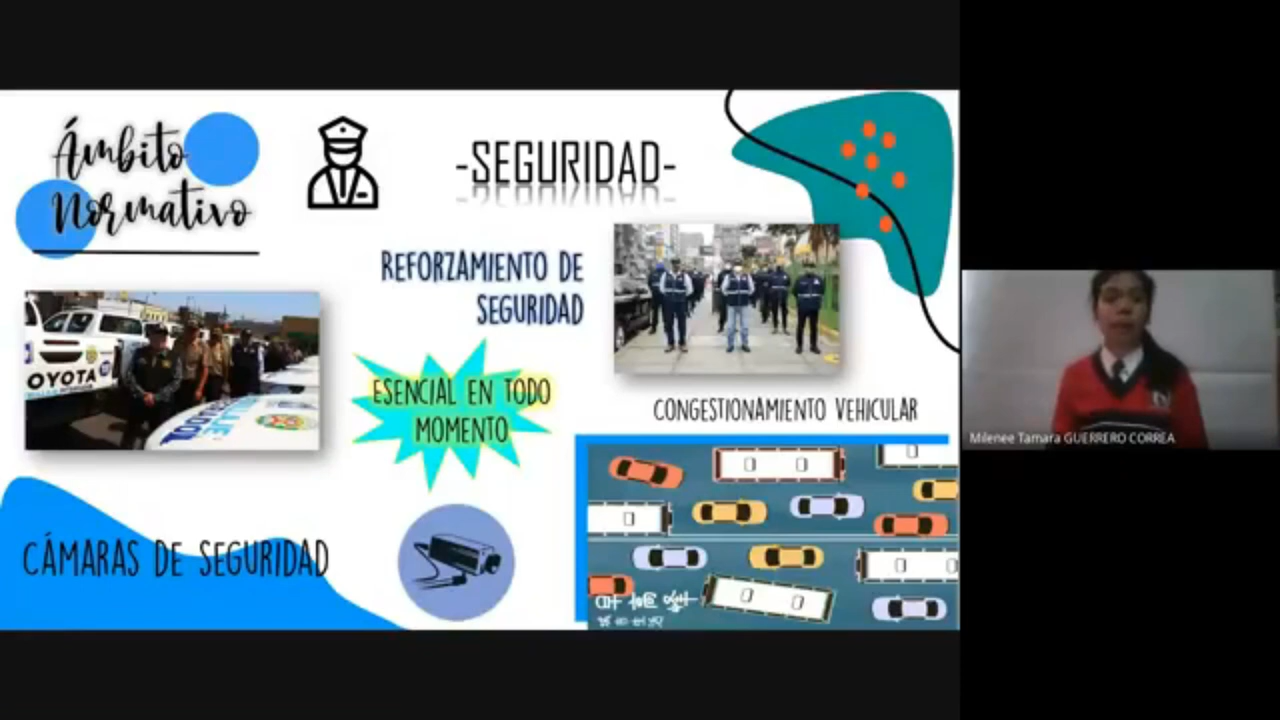 Ámbito
Normativo
-SEGURIDAD-
REFORZAMIENTO DE
SEGURIDAD
OYOTA
ESENCIAL EN TODO
MOMENTO
CONGESTIONAMIENTO VEHICULAR
CÁMARAS DE SEGURIDAD
Milenee Tamara GUERRERO CORREA